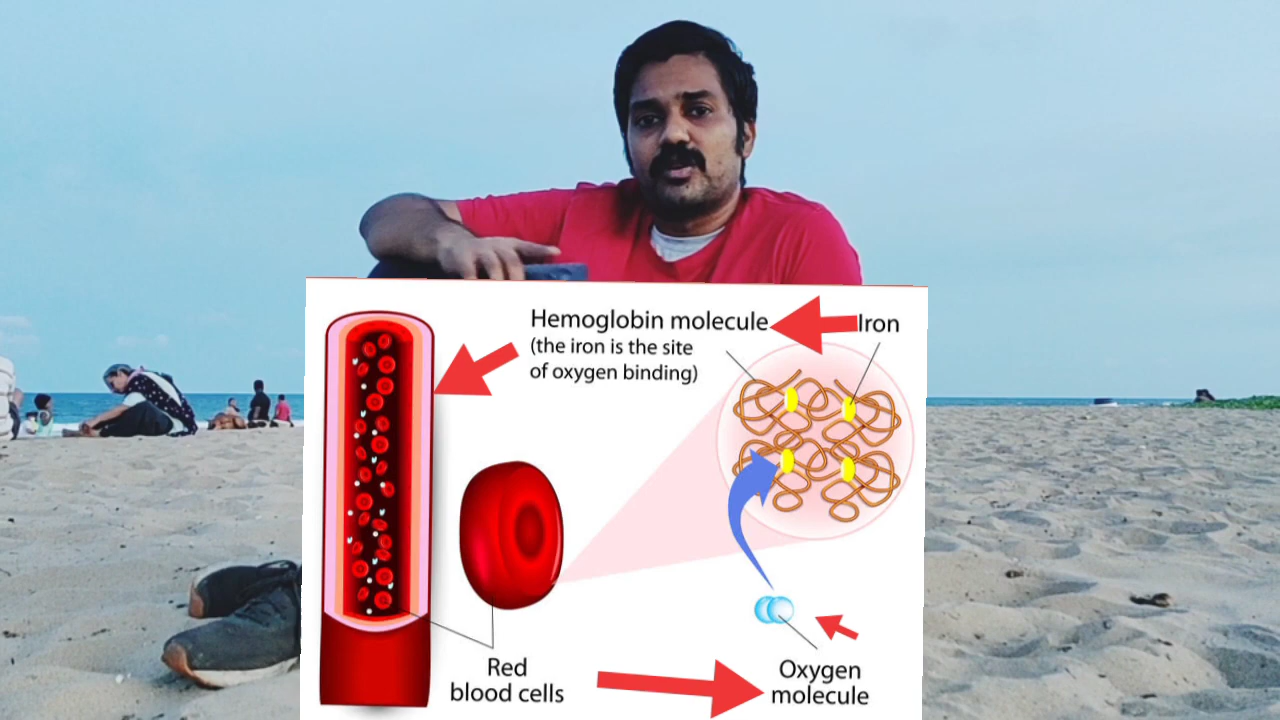 Hemoglobin molecule
(the iron is the site
of oxygen binding)
Iron
Red
blood cells
Oxygen
molecule